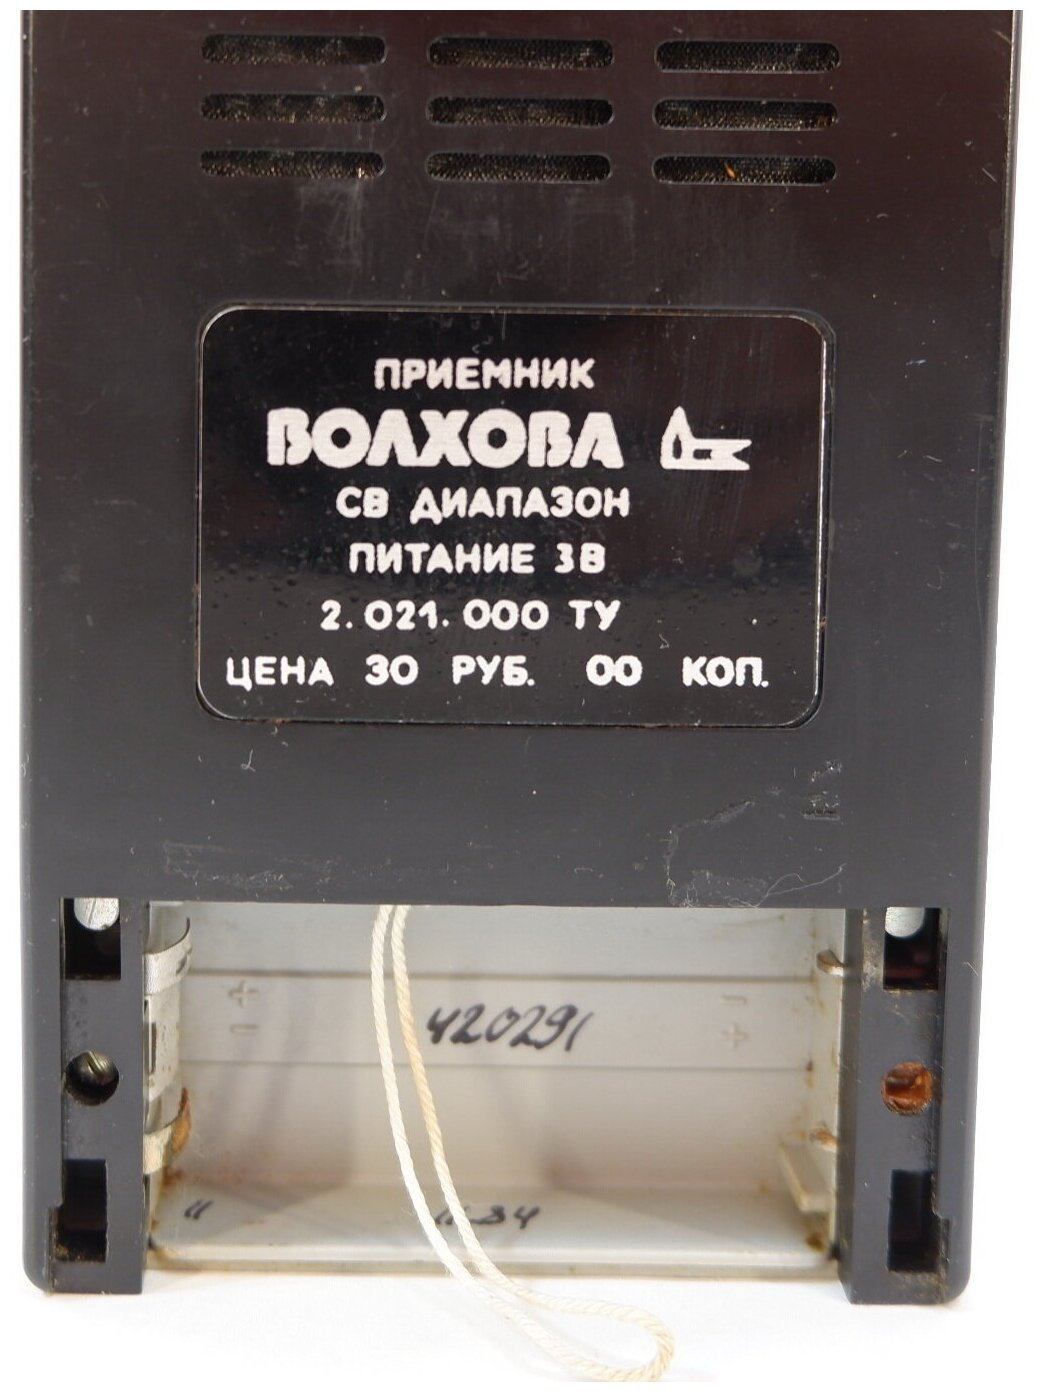 ПРИЕМНИК
ВОЛХОВА
СВ ДИАПАЗОН
ПИТАНИЕ 3В
2.021.000 ТУ
ЦЕНА 30 РУБ. 00 КОП.
+ −
420291
− +